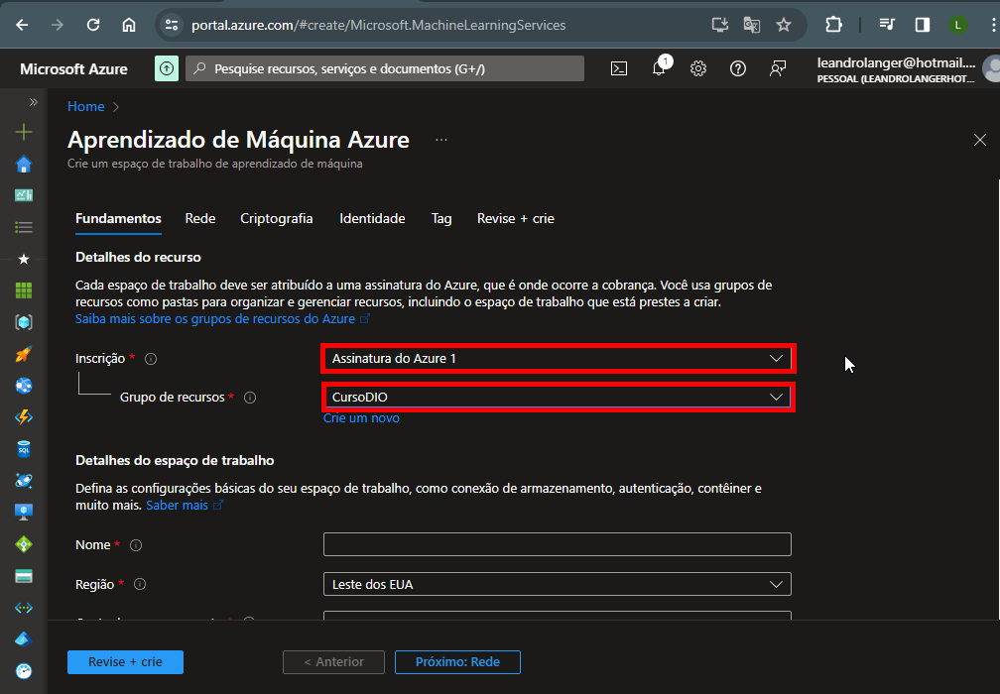 portal.azure.com/#create/Microsoft.MachineLearningServices
L
Microsoft Azure
Pesquise recursos, serviços e documentos (G+/)
1
leandrolanger@hotmail....
PESSOAL (LEANDROLANGERHOT...
Home
Aprendizado de Máquina Azure
...
Crie um espaço de trabalho de aprendizado de máquina
Fundamentos Rede Criptografia Identidade Tag Revise + crie
Detalhes do recurso
Cada espaço de trabalho deve ser atribuído a uma assinatura do Azure, que é onde ocorre a cobrança. Você usa grupos de
recursos como pastas para organizar e gerenciar recursos, incluindo o espaço de trabalho que está prestes a criar.
Saiba mais sobre os grupos de recursos do Azure
Inscrição *
Assinatura do Azure 1
Grupo de recursos *
CursoDIO
Crie um novo
Detalhes do espaço de trabalho
Defina as configurações básicas do seu espaço de trabalho, como conexão de armazenamento, autenticação, contêiner e
muito mais. Saber mais
Nome *
Região *
Leste dos EUA
Revise + crie
< Anterior
Próximo: Rede
SQL